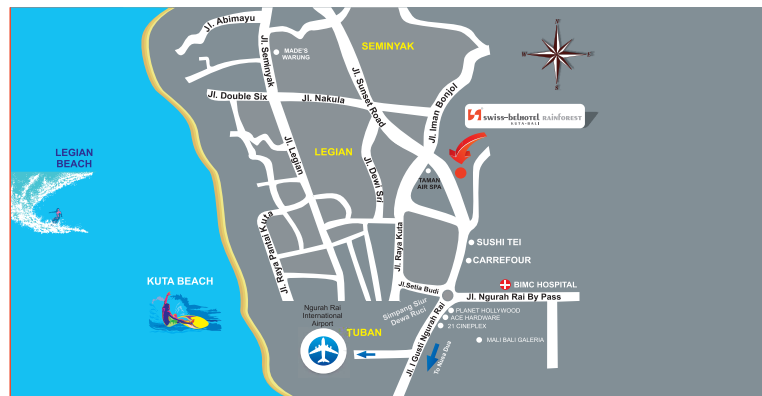 Jl. Abimayu
SEMINYAK
Jl. Seminyak
MADE'S
WARUNG
N
W
E
S
Jl. Sunset Road
Jl. Double Six
Jl. Nakula
Jl. Iman Bonjol
swiss-belhotel RAINFOREST
KUTA-BALI
LEGIAN
BEACH
LEGIAN
Jl. Legian
Jl. Dewi Sri
TAMAN
AIR SPA
Jl. Raya Pantai Kuta
Jl. Raya Kuta
SUSHI TEI
CARREFOUR
KUTA BEACH
Jl.Setia Budi
BIMC HOSPITAL
Jl. Ngurah Rai By Pass
Ngurah Rai
International
Airport
Simpang Siur
Dewa Ruci
PLANET HOLLYWOOD
ACE HARDWARE
21 CINEPLEX
TUBAN
MALI BALI GALERIA
Jl. I Gusti Ngurah Rai
To Nusa Dua